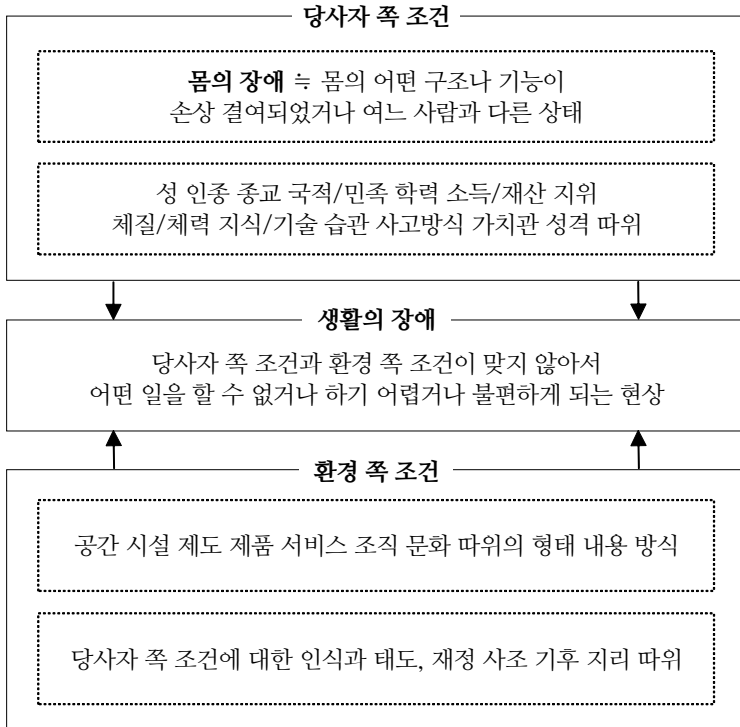 당사자 쪽 조건
몸의 장애 ≒ 몸의 어떤 구조나 기능이
손상 결여되었거나 여느 사람과 다른 상태
성 인종 종교 국적/민족 학력 소득/재산 지위
체질/체력 지식/기술 습관 사고방식 가치관 성격 따위
생활의 장애
당사자 쪽 조건과 환경 쪽 조건이 맞지 않아서
어떤 일을 할 수 없거나 하기 어렵거나 불편하게 되는 현상
환경 쪽 조건
공간 시설 제도 제품 서비스 조직 문화 따위의 형태 내용 방식
당사자 쪽 조건에 대한 인식과 태도, 재정 사조 기후 지리 따위